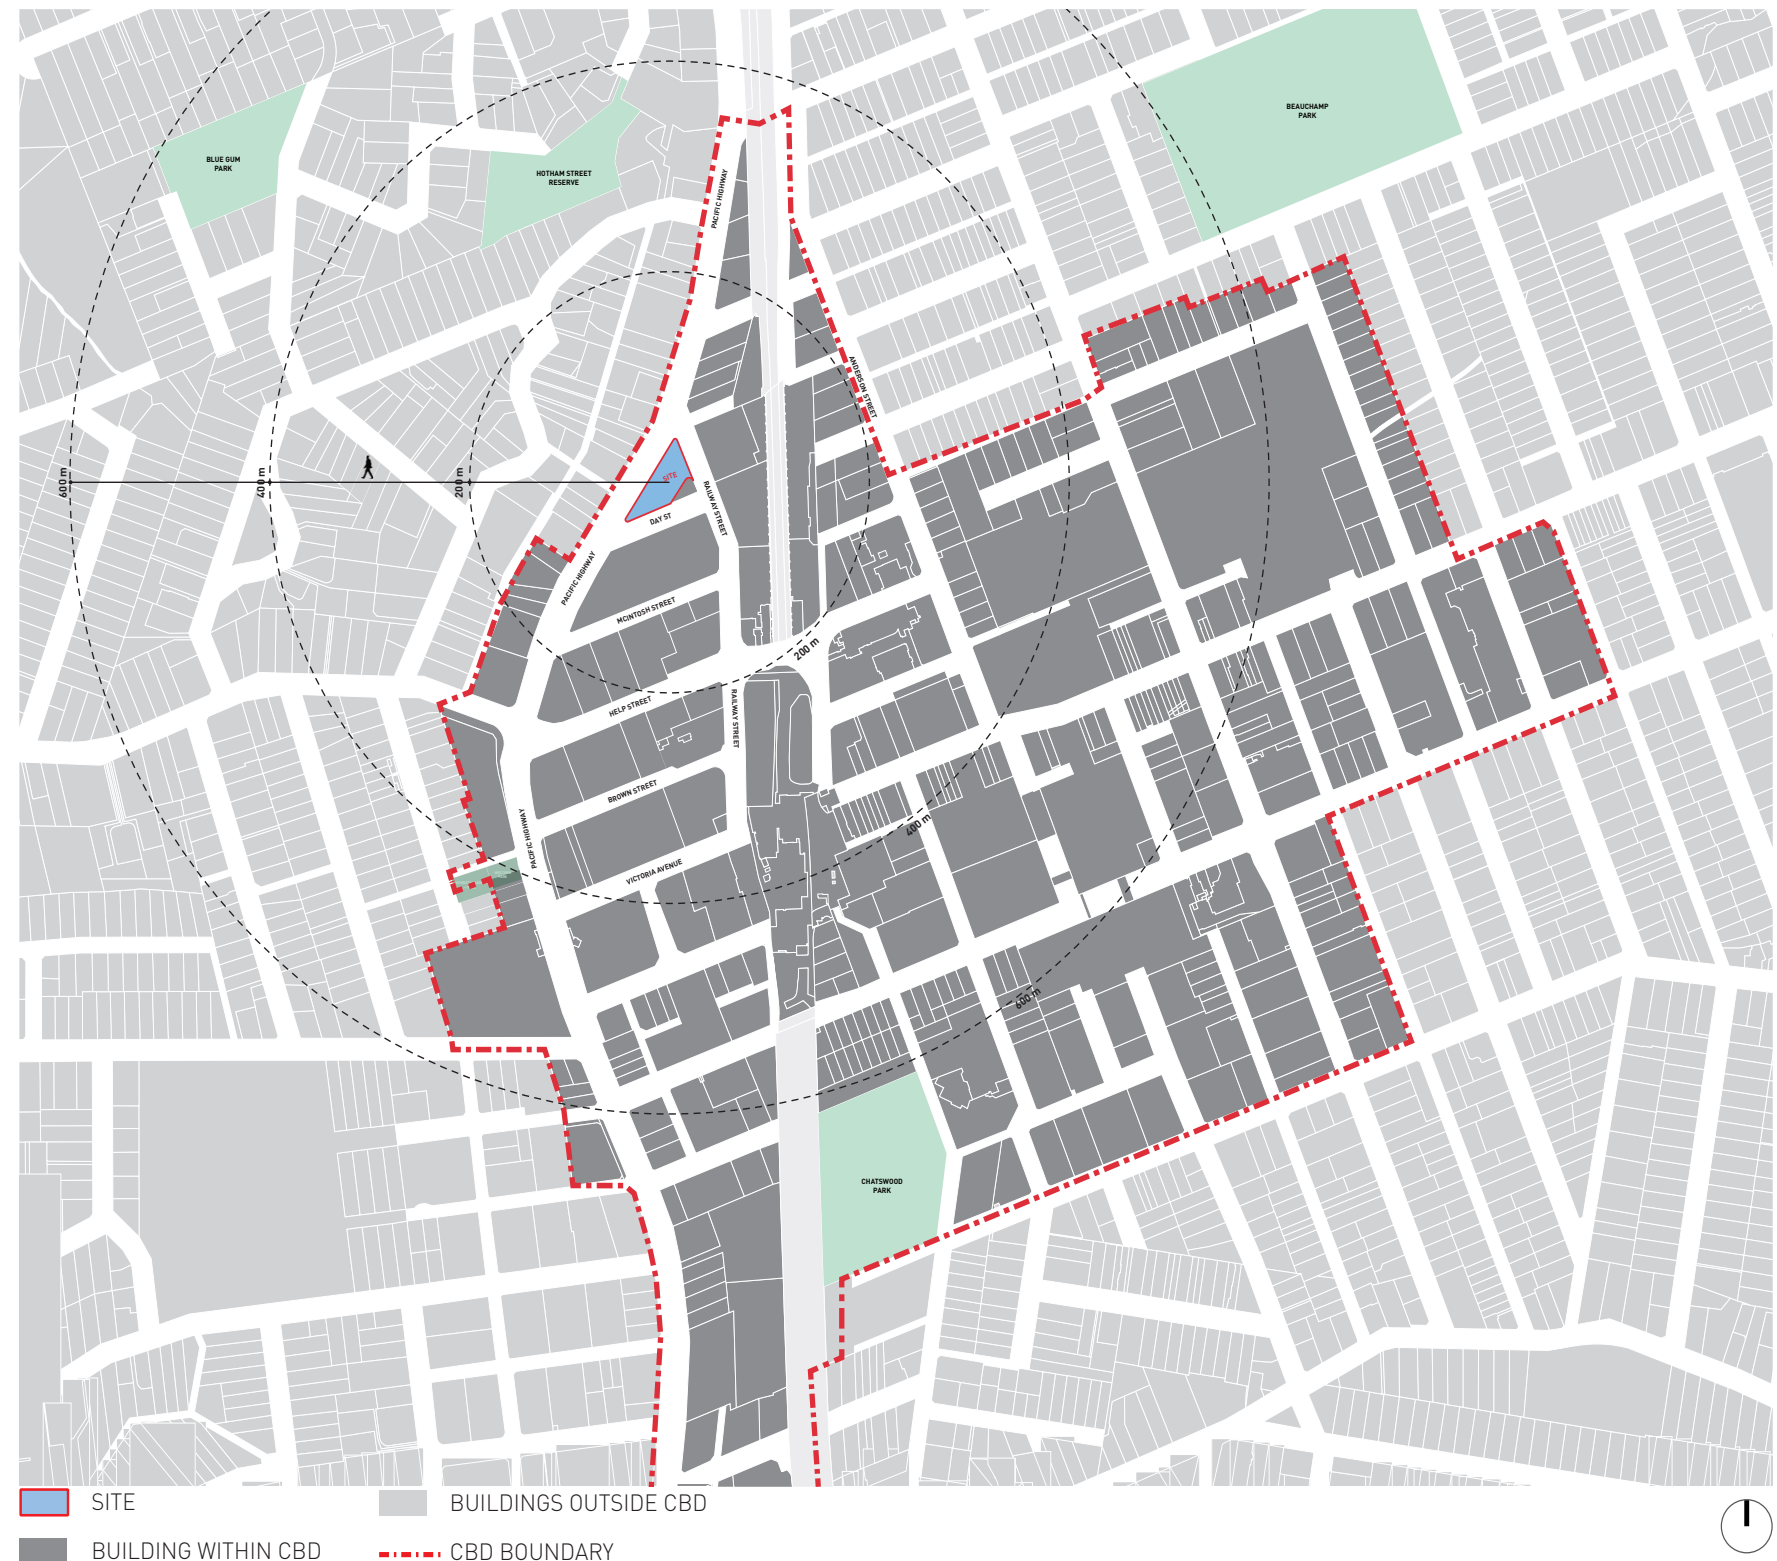 BEAUCHAMP
PARK
BLUE GUM
PARK
HOTHAM STREET
RESERVE
PACIFIC HIGHWAY
ANDERSON STREET
600 m
400 m
200 m
SITE
DAY ST
RAILWAY STREET
PACIFIC HIGHWAY
MCINTOSH STREET
200 m
HELP STREET
RAILWAY STREET
BROWN STREET
PACIFIC HIGHWAY
400 m
VICTORIA AVENUE
600 m
CHATSWOOD
PARK
SITE
BUILDINGS OUTSIDE CBD
BUILDING WITHIN CBD
CBD BOUNDARY